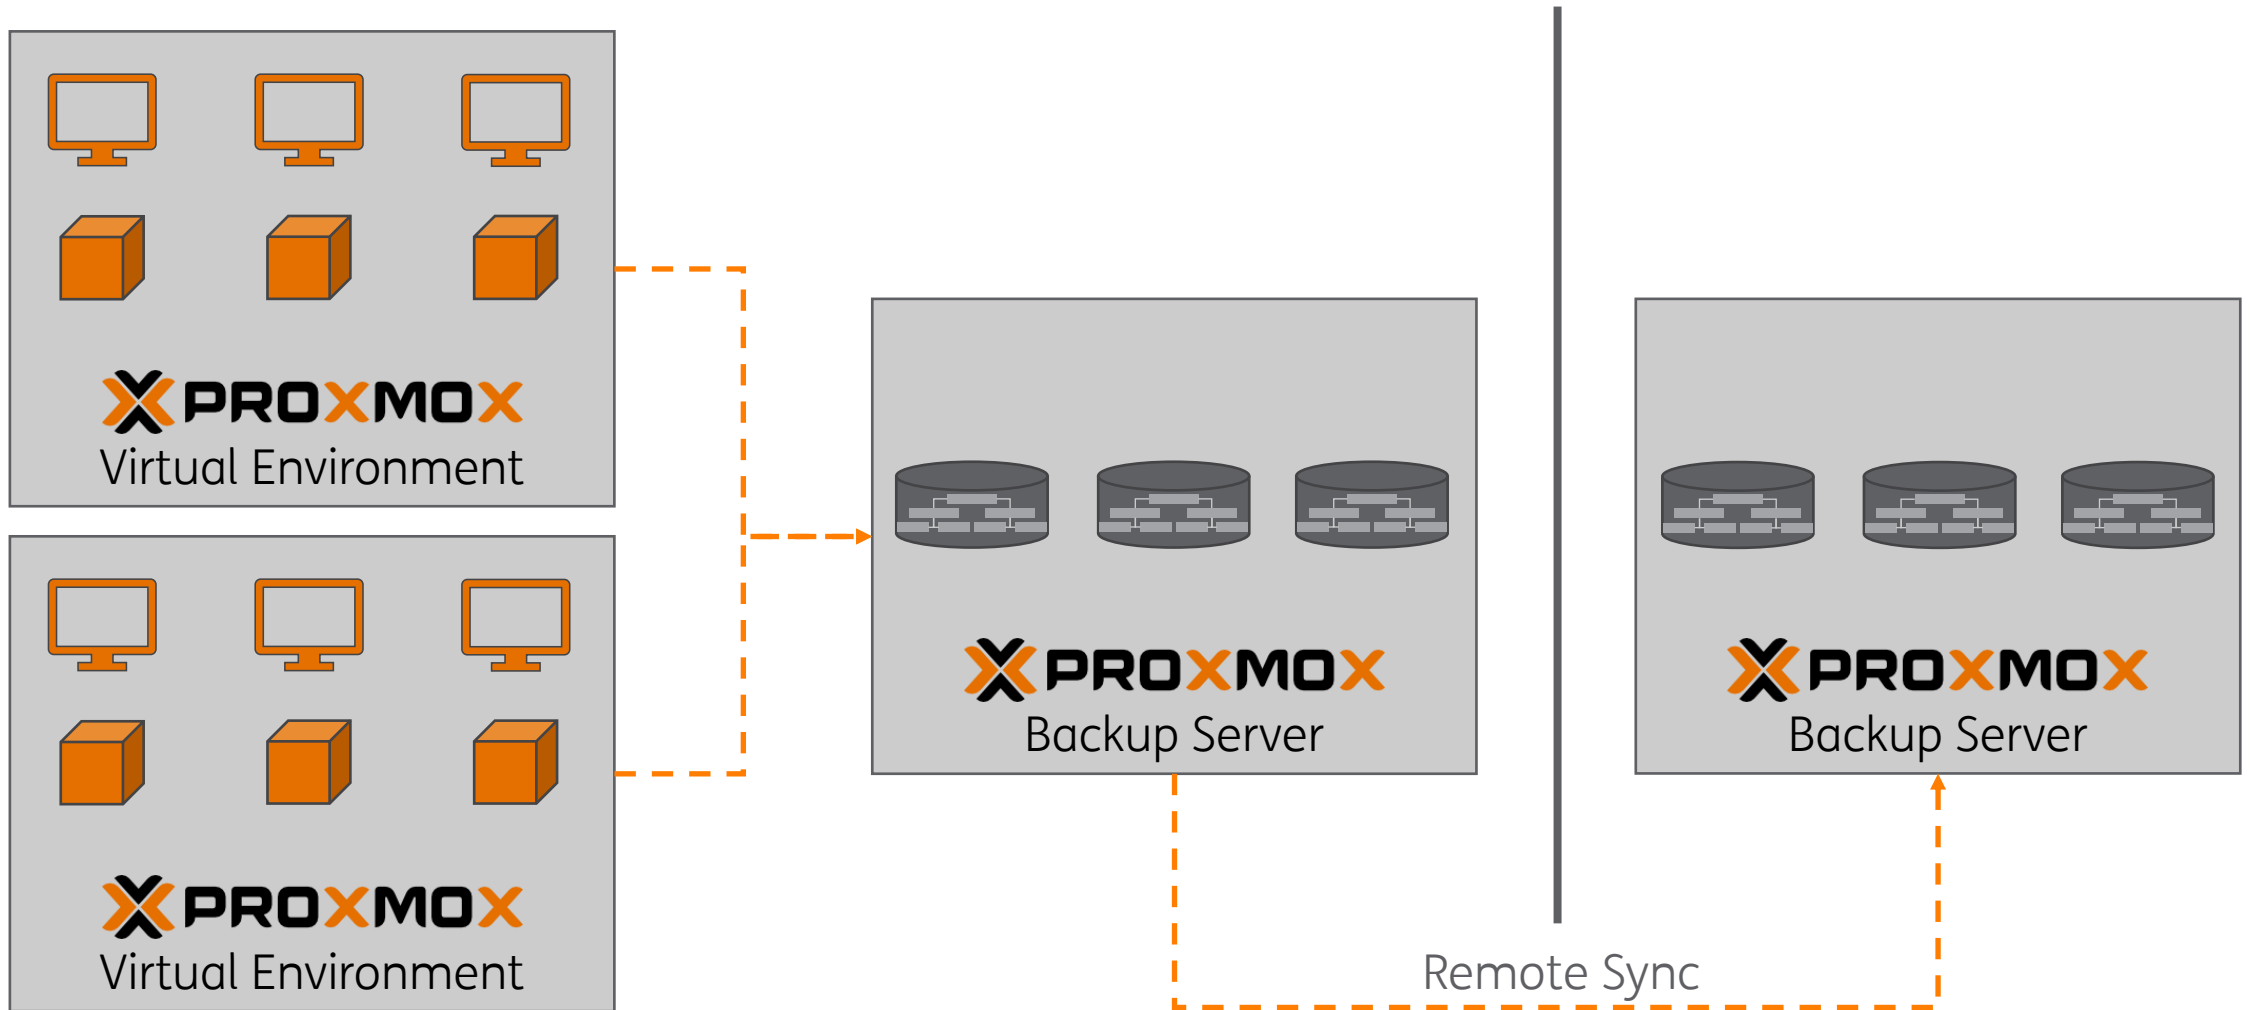 PROXMOX
Virtual Environment
PROXMOX
Virtual Environment
PROXMOX
Backup Server
PROXMOX
Backup Server
Remote Sync